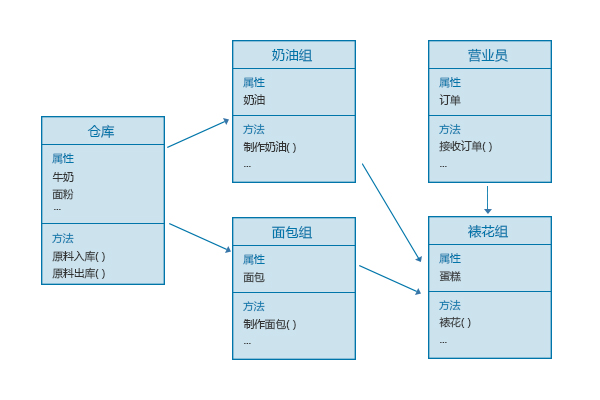 仓库
属性
牛奶
面粉
...
方法
原料入库( )
原料出库( )
奶油组
属性
奶油
方法
制作奶油( )
...
面包组
属性
面包
方法
制作面包( )
...
营业员
属性
订单
方法
接收订单( )
...
裱花组
属性
蛋糕
方法
裱花( )
...